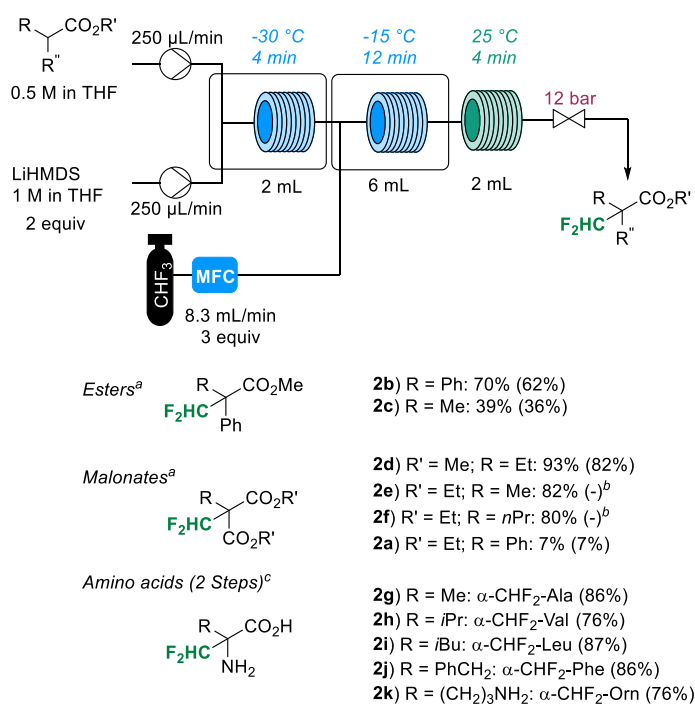 R CO₂R'
R"
0.5 M in THF
250 µL/min
-30 °C
4 min
-15 °C
12 min
25 °C
4 min
12 bar
LiHMDS
1 M in THF
2 equiv
250 µL/min
2 mL
6 mL
2 mL
R CO₂R'
F₂HC R"
CHF₃
MFC
8.3 mL/min
3 equiv
Estersᵃ
R CO₂Me
F₂HC
Ph
2b) R = Ph: 70% (62%)
2c) R = Me: 39% (36%)
Malonatesᵃ
R CO₂R'
F₂HC
CO₂R'
2d) R' = Me; R = Et: 93% (82%)
2e) R' = Et; R = Me: 82% (-)ᵇ
2f) R' = Et; R = nPr: 80% (-)ᵇ
2a) R' = Et; R = Ph: 7% (7%)
Amino acids (2 Steps)ᶜ
R CO₂H
F₂HC
NH₂
2g) R = Me: α-CHF₂-Ala (86%)
2h) R = iPr: α-CHF₂-Val (76%)
2i) R = iBu: α-CHF₂-Leu (87%)
2j) R = PhCH₂: α-CHF₂-Phe (86%)
2k) R = (CH₂)₃NH₂: α-CHF₂-Orn (76%)